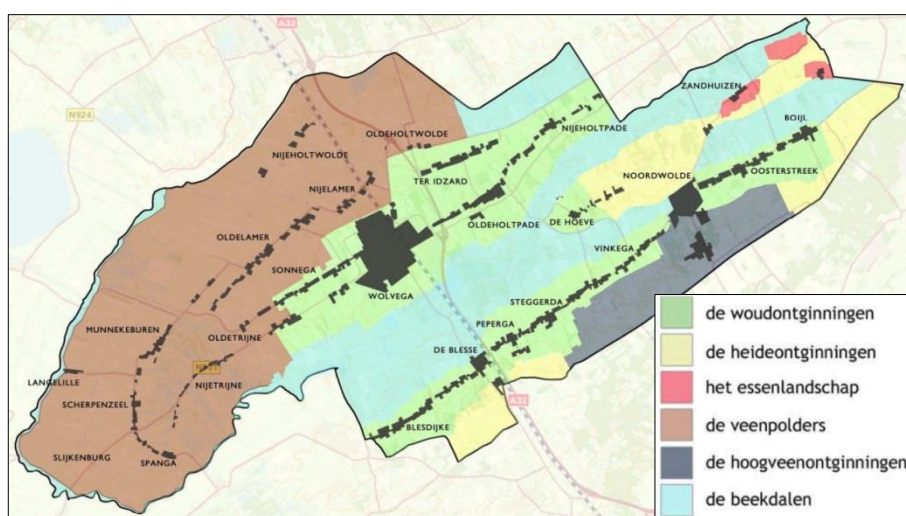 A32
N924
ZANDHUIZEN
BOIJL
OLDEHOLTWOLDE
NIJEHOLTPADE
NIJEHOLTWOLDE
TER IDZARD
NOORDWOLDE
OOSTERSTREEK
NIJELAMER
OLDEHOLTPADE
DE HOEVE
OLDELAMER
VINKEGA
SONNEGA
WOLVEGA
STEGGERDA
MUNNEKEBUREN
OLDETRIJNE
PEPERGA
DE BLESSE
LANGELILLE
NIJETRIJNE
SCHERPENZEEL
A32
BLESDIJKE
SLIJKENBURG
SPANGA
de woudontginningen
de heideontginningen
het essenlandschap
de veenpolders
de hoogveenontginningen
de beekdalen